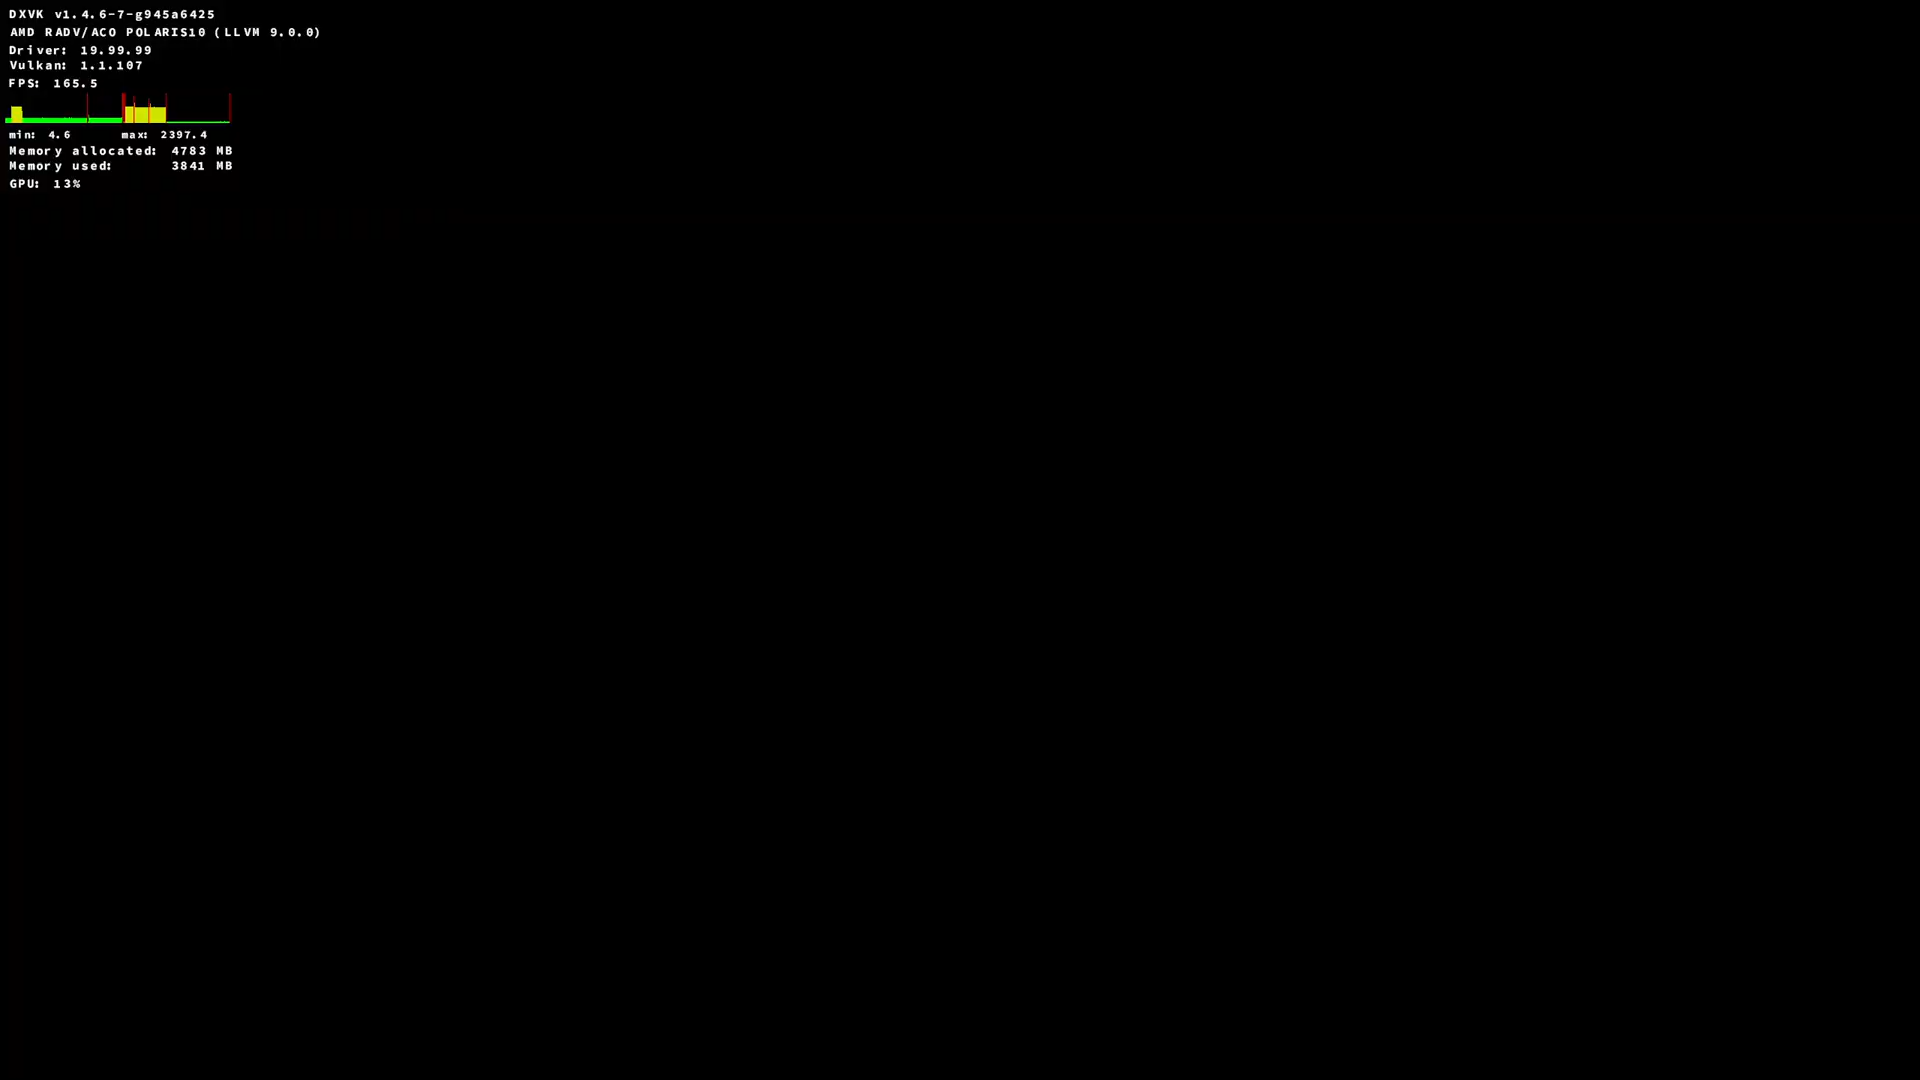 DXVK v1.4.6-7-g945a6425
AMD RADV/ACO POLARIS10 (LLVM 9.0.0)
Driver: 19.99.99
Vulkan: 1.1.107
FPS: 165.5
min: 4.6 max: 2397.4
Memory allocated: 4783 MB
Memory used: 3841 MB
GPU: 13%